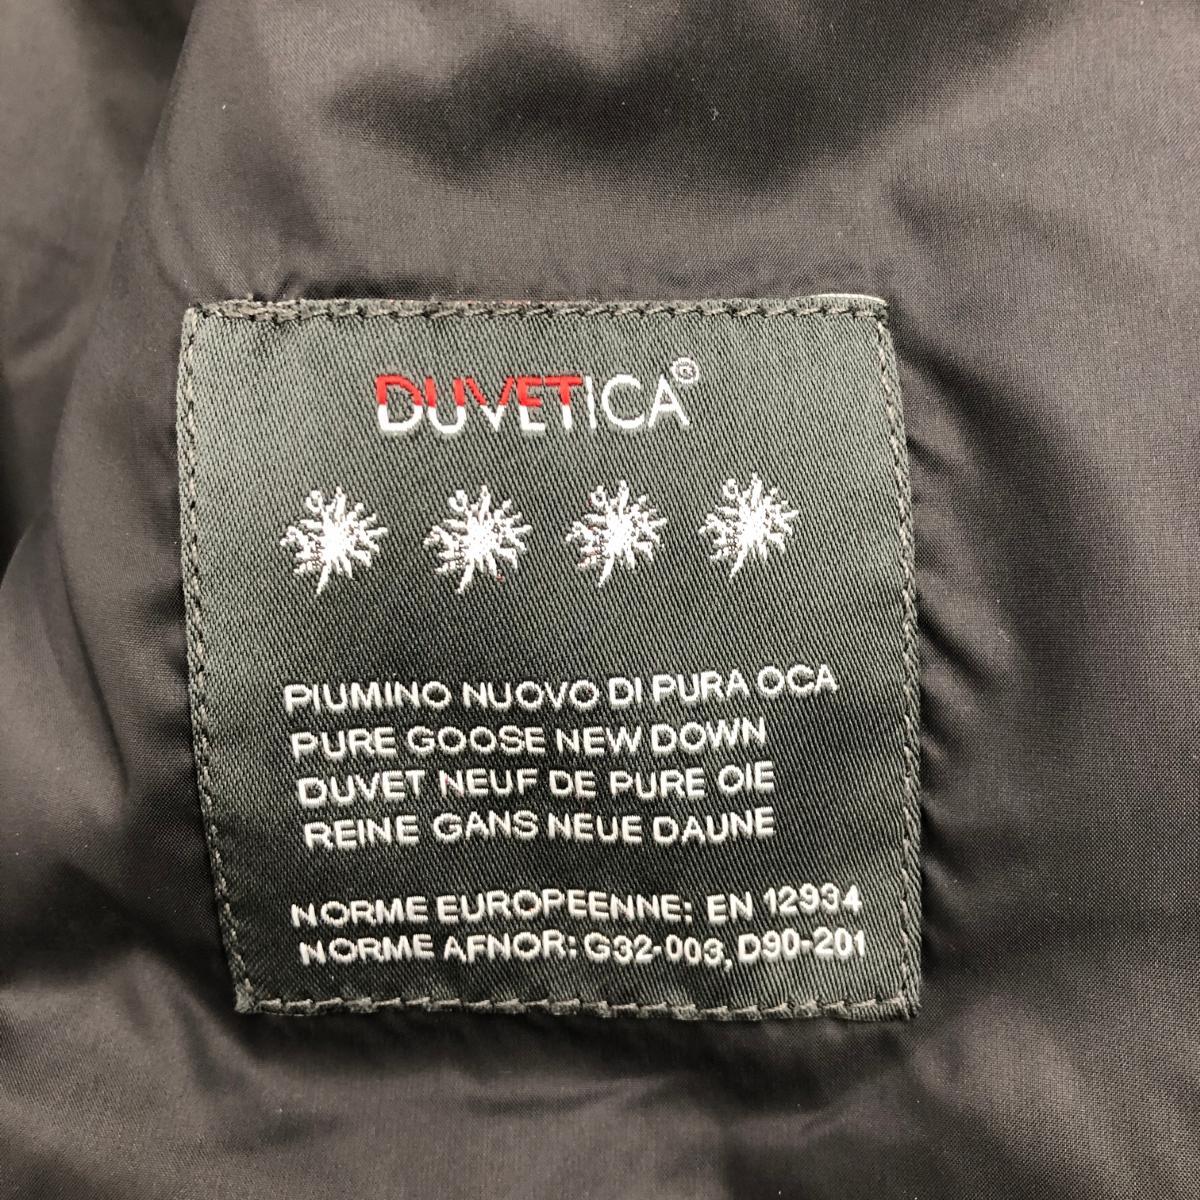 DUVETICA®
PIUMINO NUOVO DI PURA OCA
PURE GOOSE NEW DOWN
DUVET NEUF DE PURE OIE
REINE GANS NEUE DAUNE
NORME EUROPEENNE: EN 12934
NORME AFNOR: G32-003, D90-201